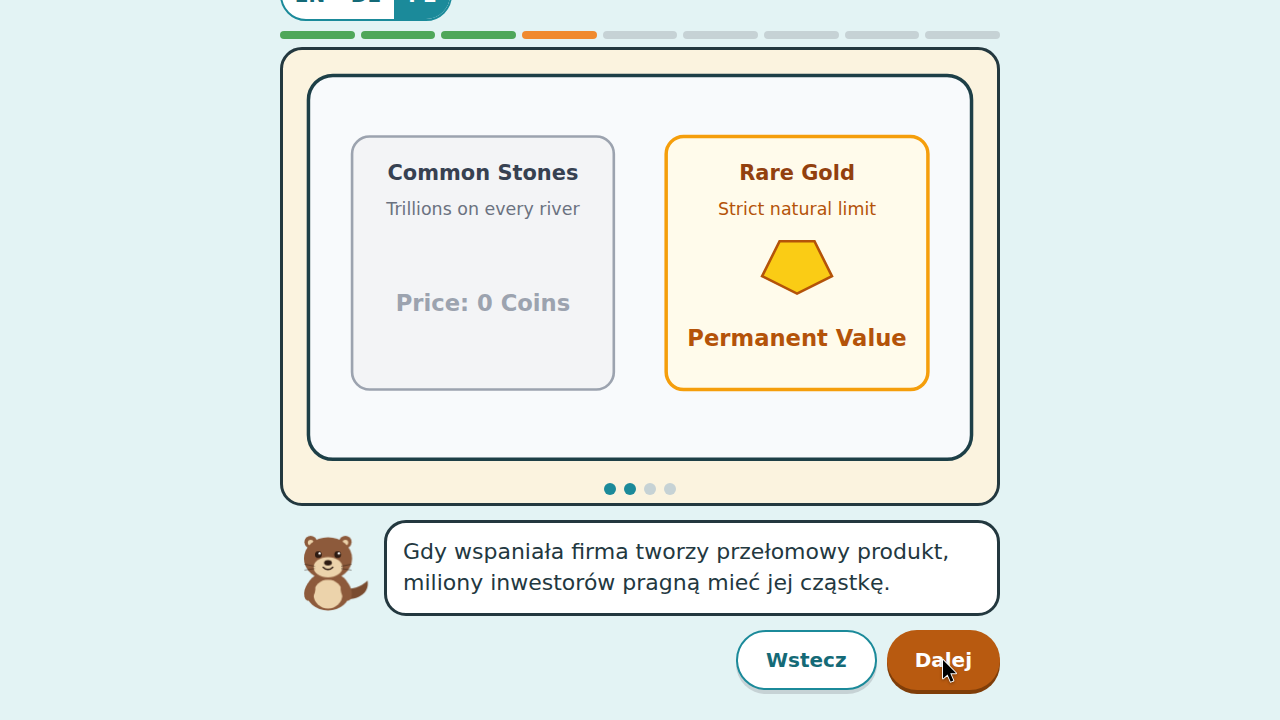 Common Stones
Trillions on every river
Price: 0 Coins
Rare Gold
Strict natural limit
Permanent Value
Gdy wspaniała firma tworzy przełomowy produkt,
miliony inwestorów pragną mieć jej cząstkę.
Wstecz
Dalej